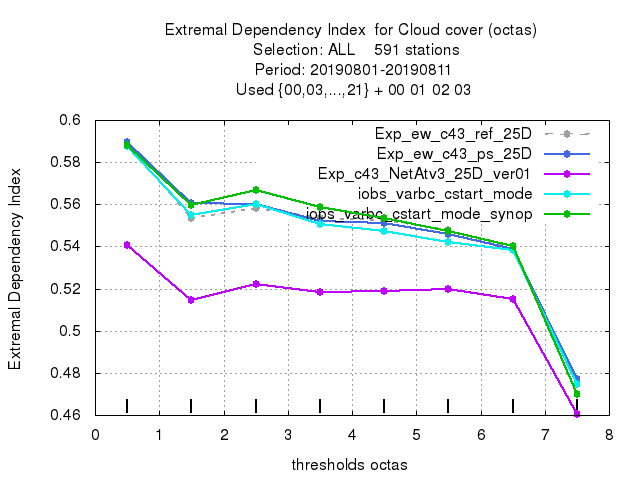 Extremal Dependency Index  for Cloud cover (octas)
Selection: ALL    591 stations
Period: 20190801-20190811
Used {00,03,...,21} + 00 01 02 03
Exp_ew_c43_ref_25D
Exp_ew_c43_ps_25D
Exp_c43_NetAtv3_25D_ver01
iobs_varbc_cstart_mode
iobs_varbc_cstart_mode_synop
Extremal Dependency Index
0.6
0.58
0.56
0.54
0.52
0.5
0.48
0.46
0 1 2 3 4 5 6 7 8
thresholds octas